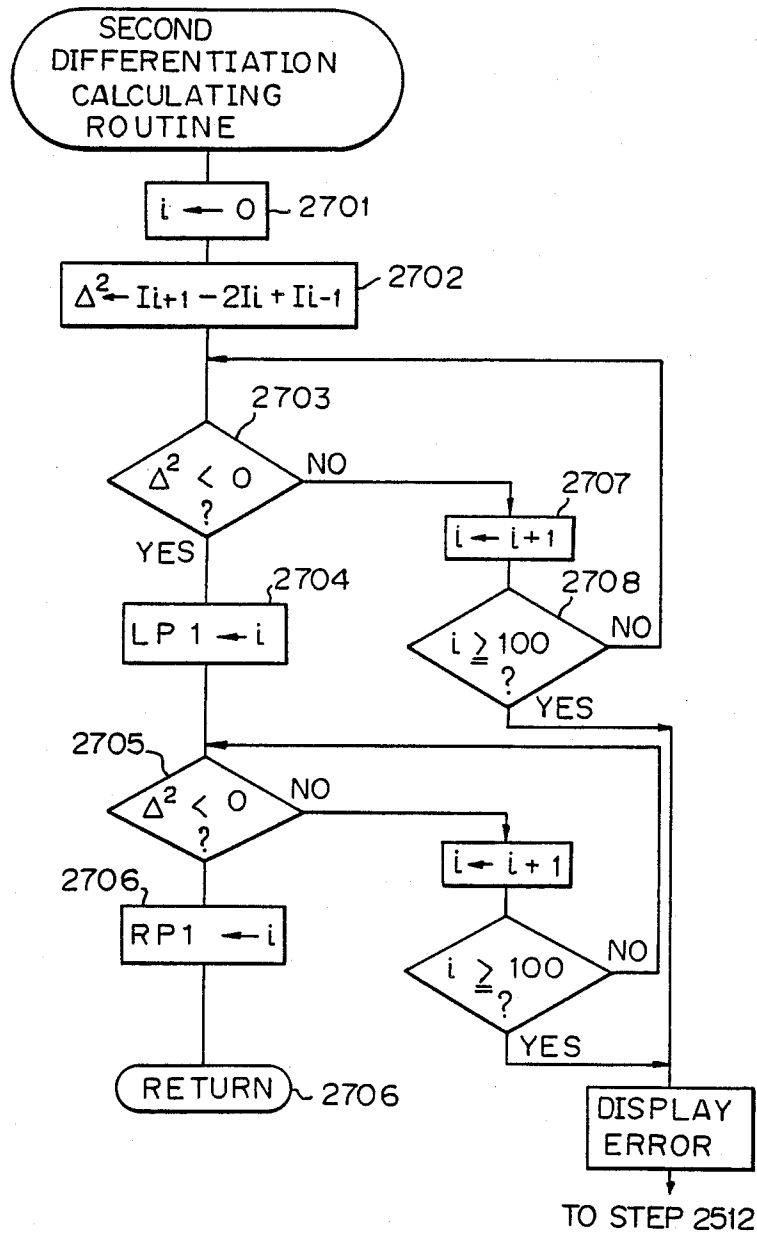 SECOND
DIFFERENTIATION
CALCULATING
ROUTINE
i ← 0
2701
Δ² ← Ii+1 − 2Ii + Ii-1
2702
2703
Δ² < 0
?
NO
YES
2707
i ← i+1
2704
LP1 ← i
2708
i ≧ 100
?
NO
YES
2705
Δ² < 0
?
NO
i ← i+1
2706
RP1 ← i
i ≧ 100
?
NO
YES
RETURN
2706
DISPLAY
ERROR
TO STEP 2512